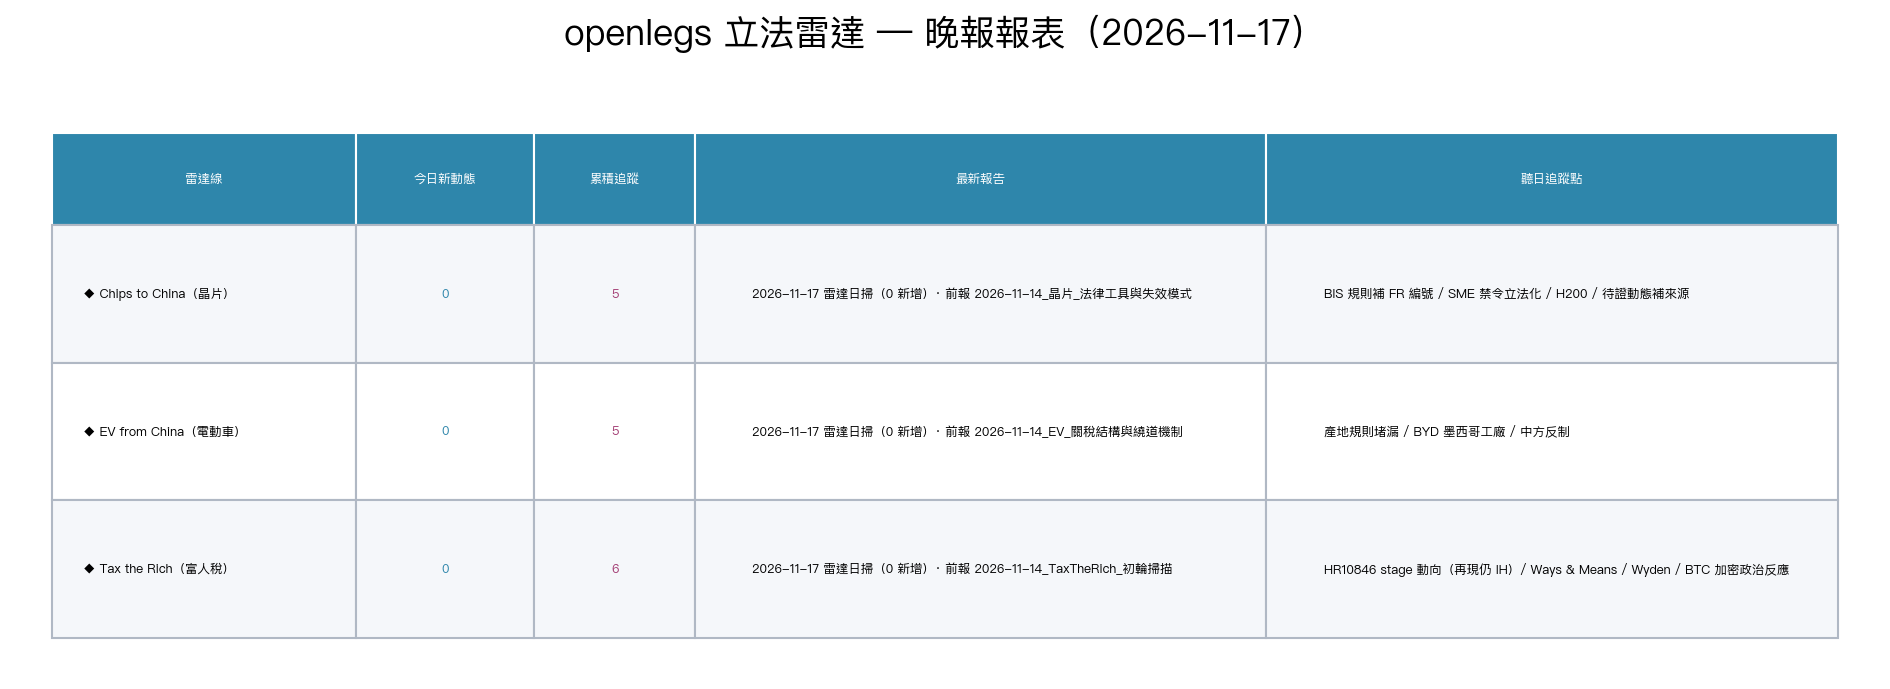 openlegs 立法雷達 — 晚報報表（2026-11-17）
雷達線 今日新動態 累積追蹤 最新報告 聽日追蹤點
◆ Chips to China（晶片） 0 5 2026-11-17 雷達日掃（0 新增）· 前報 2026-11-14_晶片_法律工具與失效模式 BIS 規則補 FR 編號 / SME 禁令立法化 / H200 / 待證動態補來源
◆ EV from China（電動車） 0 5 2026-11-17 雷達日掃（0 新增）· 前報 2026-11-14_EV_關稅結構與繞道機制 產地規則堵漏 / BYD 墨西哥工廠 / 中方反制
◆ Tax the Rich（富人稅） 0 6 2026-11-17 雷達日掃（0 新增）· 前報 2026-11-14_TaxTheRich_初輪掃描 HR10846 stage 動向（再現仍 IH）/ Ways & Means / Wyden / BTC 加密政治反應